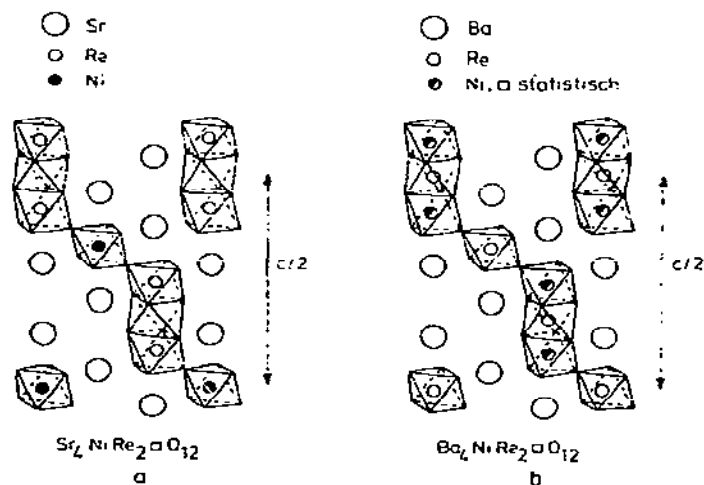 Sr
Re
Ni
c/2
Sr₄ Ni Re₂ □ O₁₂
a
Ba
Re
Ni, □ statistisch
c/2
Ba₄ Ni Re₂ □ O₁₂
b